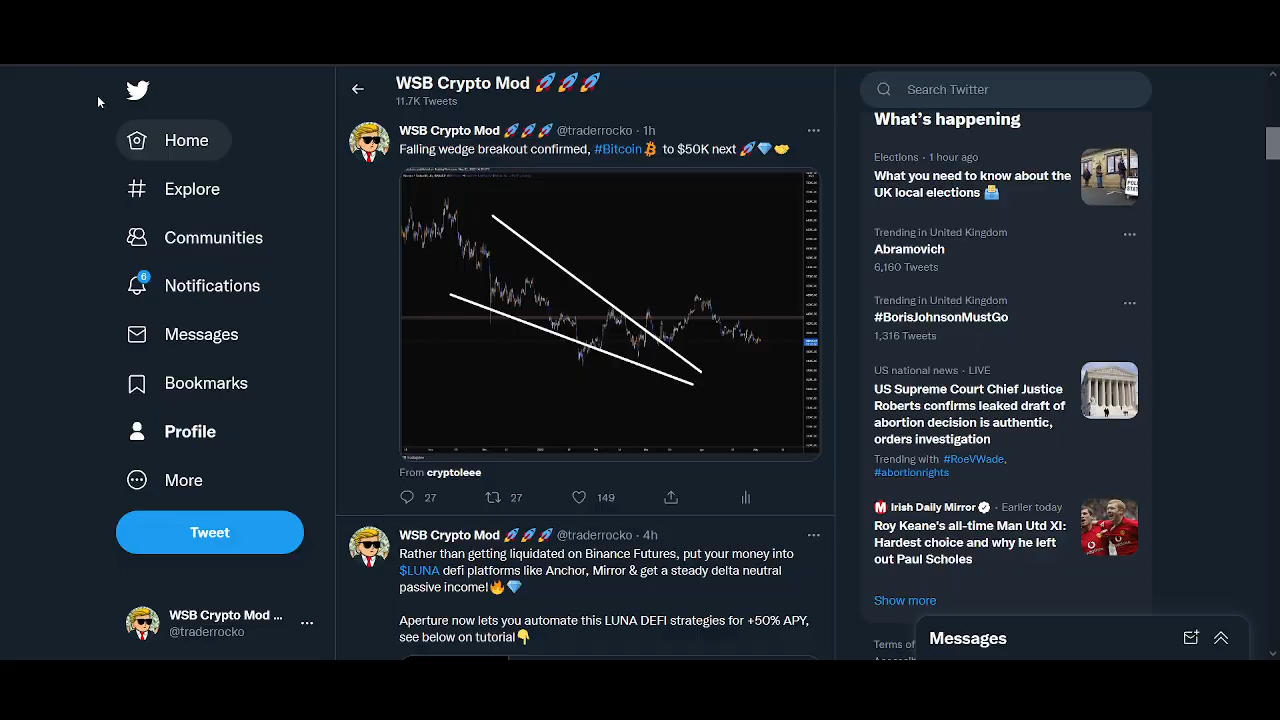 Home
Explore
Communities
6
Notifications
Messages
Bookmarks
Profile
More
Tweet
WSB Crypto Mod ...
@traderrocko
WSB Crypto Mod 🚀🚀🚀
11.7K Tweets
WSB Crypto Mod 🚀🚀🚀 @traderrocko · 1h
Falling wedge breakout confirmed, #Bitcoin to $50K next 🚀💎🤝
From cryptoleee
27 27 149
WSB Crypto Mod 🚀🚀🚀 @traderrocko · 4h
Rather than getting liquidated on Binance Futures, put your money into
$LUNA defi platforms like Anchor, Mirror & get a steady delta neutral
passive income!🔥💎
Aperture now lets you automate this LUNA DEFI strategies for +50% APY,
see below on tutorial👇
Search Twitter
What's happening
Elections · 1 hour ago
What you need to know about the
UK local elections 🗳️
Trending in United Kingdom
Abramovich
6,160 Tweets
Trending in United Kingdom
#BorisJohnsonMustGo
1,316 Tweets
US national news · LIVE
US Supreme Court Chief Justice
Roberts confirms leaked draft of
abortion decision is authentic,
orders investigation
Trending with #RoeVWade,
#abortionrights
Irish Daily Mirror · Earlier today
Roy Keane's all-time Man Utd XI:
Hardest choice and why he left
out Paul Scholes
Show more
Terms of
Messages